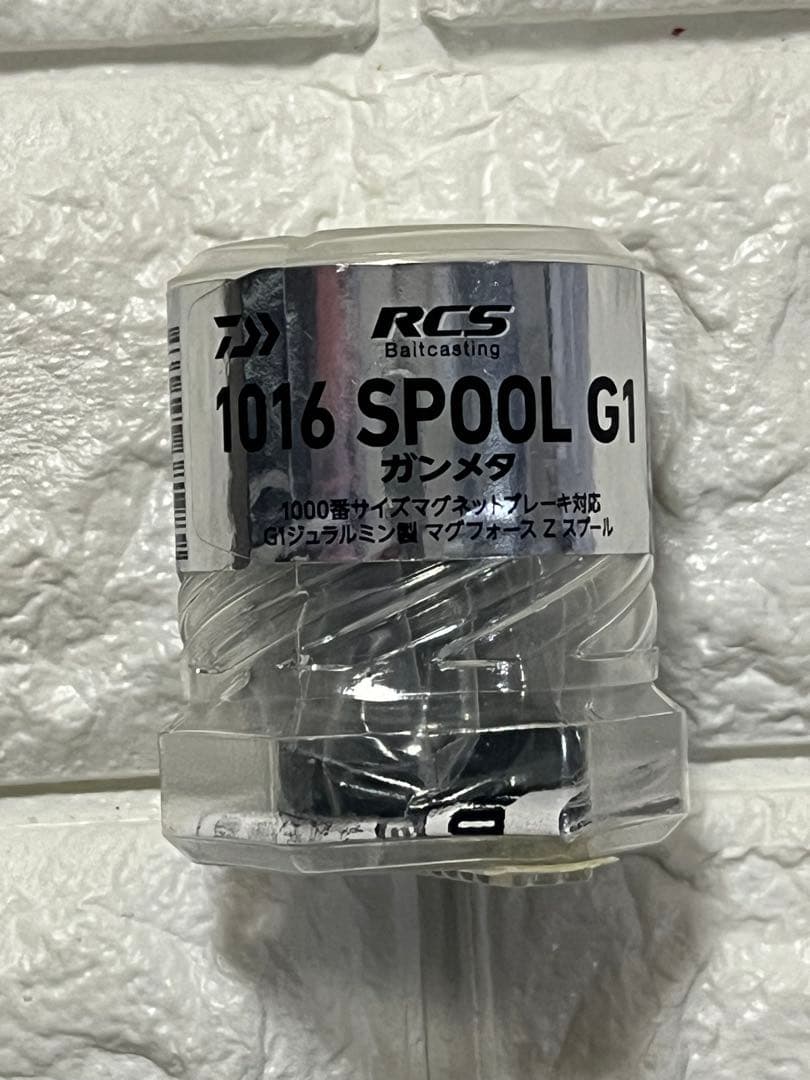 RCS
Baitcasting
1016 SPOOL G1
ガンメタ
1000番サイズマグネットブレーキ対応
G1ジュラルミン製 マグフォース Z スプール